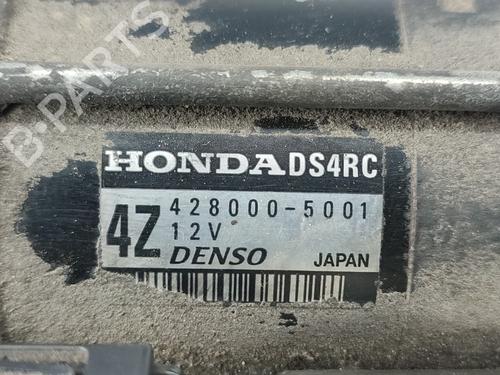 B-PARTS
HONDA DS4RC
4Z 428000-5001
12V
DENSO JAPAN